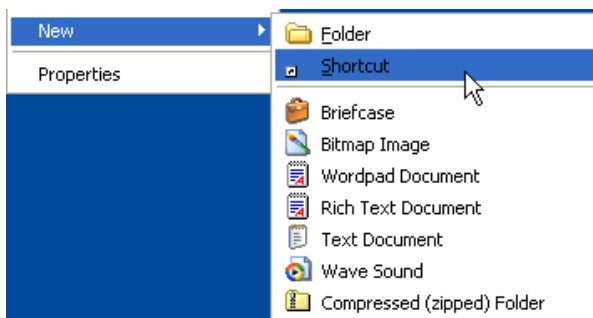 New
Properties
Folder
Shortcut
Briefcase
Bitmap Image
Wordpad Document
Rich Text Document
Text Document
Wave Sound
Compressed (zipped) Folder